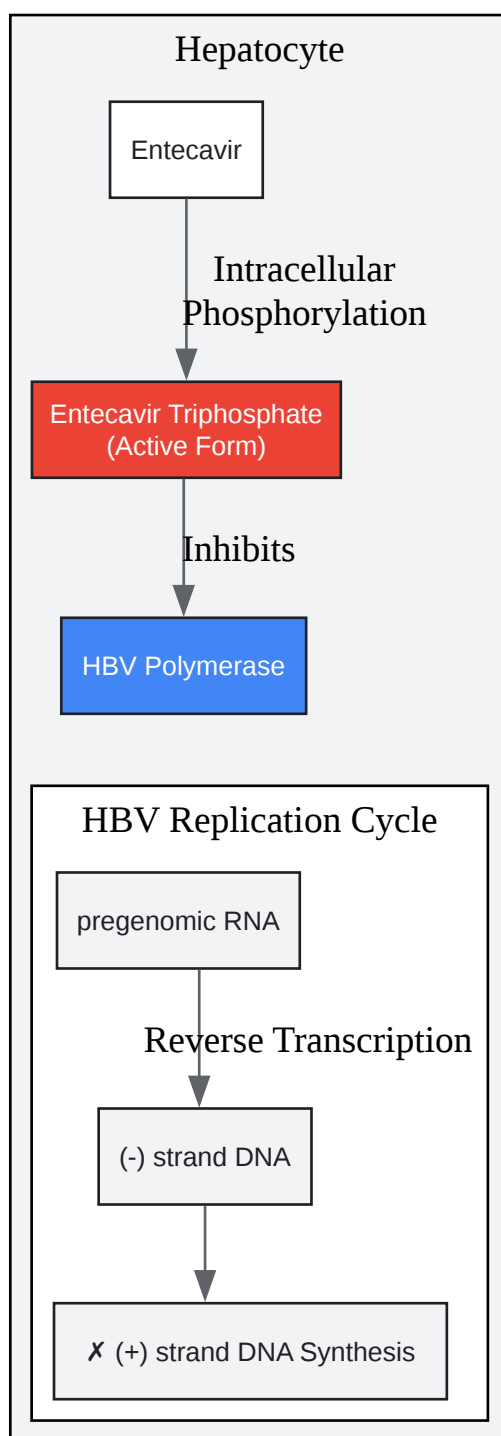 Hepatocyte
Entecavir
Intracellular
Phosphorylation
Entecavir Triphosphate
(Active Form)
Inhibits
HBV Polymerase
HBV Replication Cycle
pregenomic RNA
Reverse Transcription
(-) strand DNA
✗ (+) strand DNA Synthesis